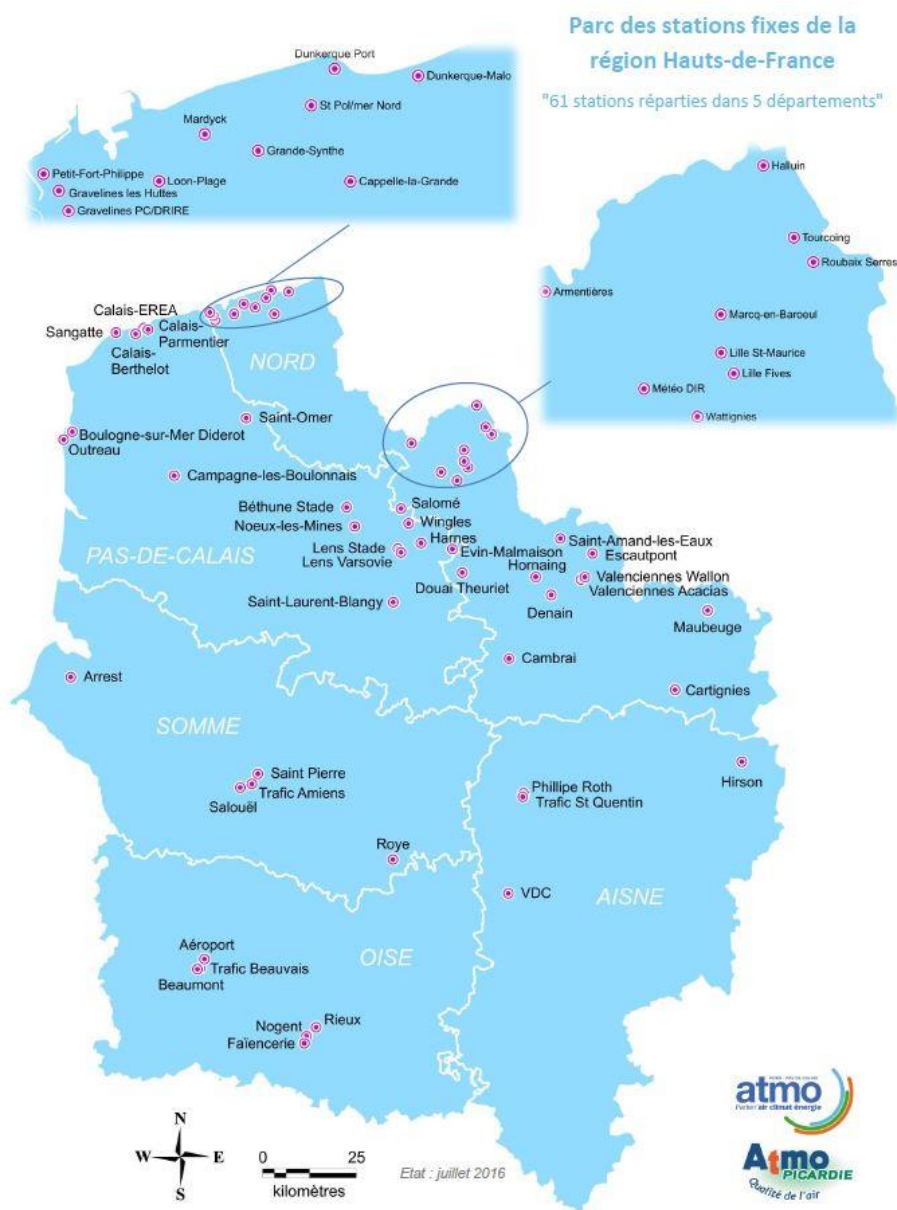 Parc des stations fixes de la
région Hauts-de-France
"61 stations réparties dans 5 départements"
Dunkerque Port
Dunkerque-Malo
St Pol/mer Nord
Mardyck
Grande-Synthe
Petit-Fort-Philippe
Loon-Plage
Cappelle-la-Grande
Gravelines les Huttes
Gravelines PC/DRIRE
Halluin
Tourcoing
Roubaix Serres
Armentières
Marcq-en-Baroeul
Lille St-Maurice
Lille Fives
Météo DIR
Wattignies
Calais-EREA
Sangatte
Calais-
Parmentier
Calais-
Berthelot
NORD
Saint-Omer
Boulogne-sur-Mer Diderot
Outreau
Campagne-les-Boulonnais
Béthune Stade
Salomé
Noeux-les-Mines
Wingles
Harnes
PAS-DE-CALAIS
Lens Stade
Lens Varsovie
Evin-Malmaison
Saint-Amand-les-Eaux
Escautpont
Hornaing
Douai Theuriet
Valenciennes Wallon
Valenciennes Acacias
Saint-Laurent-Blangy
Denain
Maubeuge
Cambrai
Arrest
Cartignies
SOMME
Saint Pierre
Trafic Amiens
Salouël
Hirson
Phillipe Roth
Trafic St Quentin
Roye
VDC
AISNE
OISE
Aéroport
Trafic Beauvais
Beaumont
Nogent
Rieux
Faïencerie
N
W E
S
0 25
kilomètres
Etat : juillet 2016
atmo
air climat énergie
Atmo
PICARDIE
Qualité de l'air